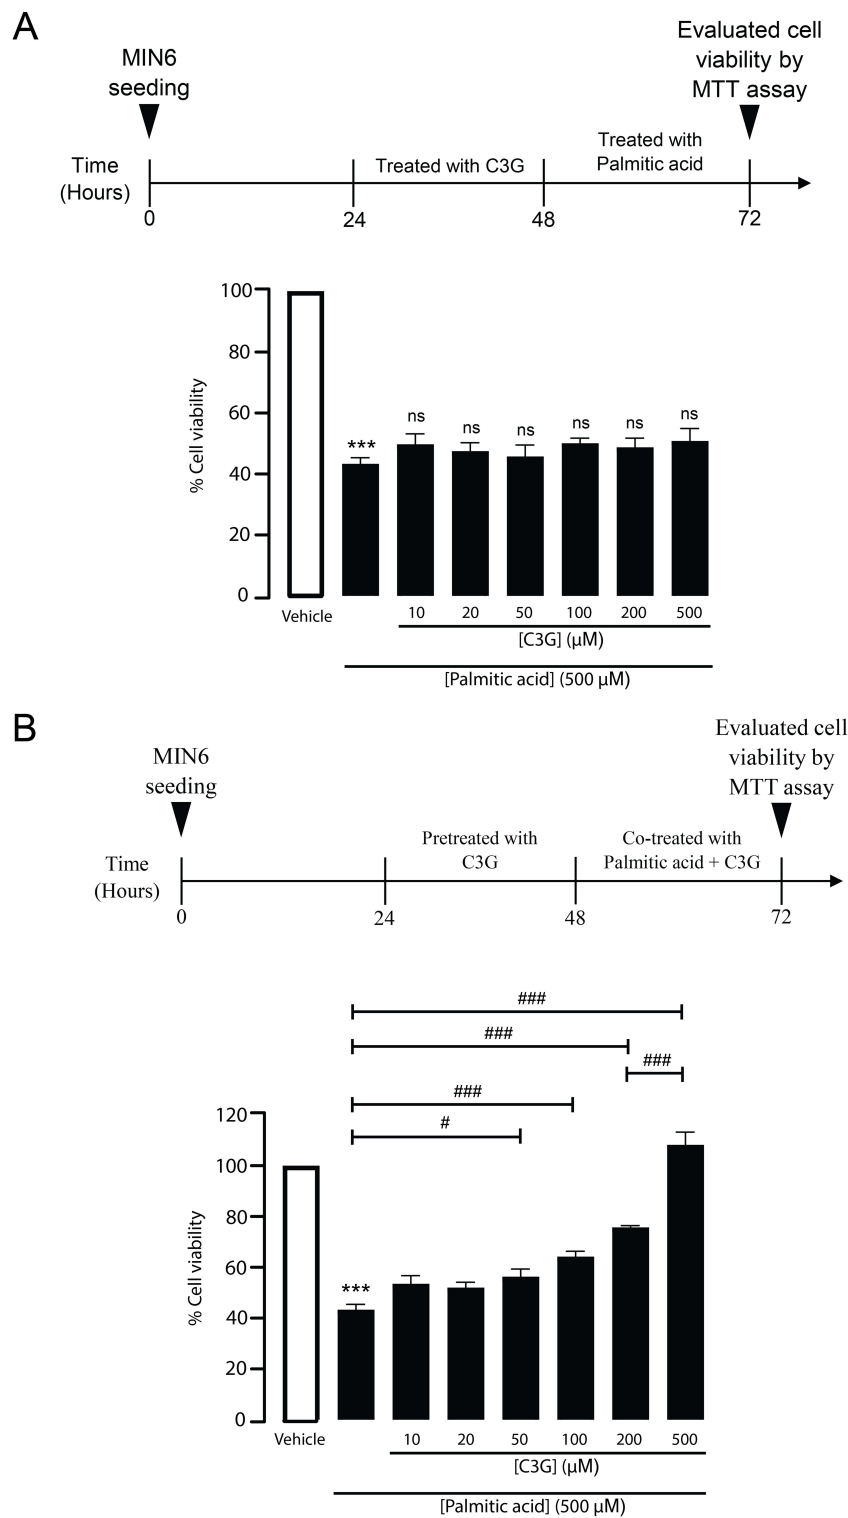 A
MIN6
seeding
Evaluated cell
viability by
MTT assay
Time
(Hours)
Treated with C3G
Treated with
Palmitic acid
0
24
48
72
% Cell viability
100
80
60
40
20
0
***
ns
ns
ns
ns
ns
ns
Vehicle
10
20
50
100
200
500
[C3G] (µM)
[Palmitic acid] (500 µM)
B
MIN6
seeding
Evaluated cell
viability by
MTT assay
Time
(Hours)
Pretreated with
C3G
Co-treated with
Palmitic acid + C3G
0
24
48
72
###
###
###
###
#
% Cell viability
120
100
80
60
40
20
0
***
Vehicle
10
20
50
100
200
500
[C3G] (µM)
[Palmitic acid] (500 µM)